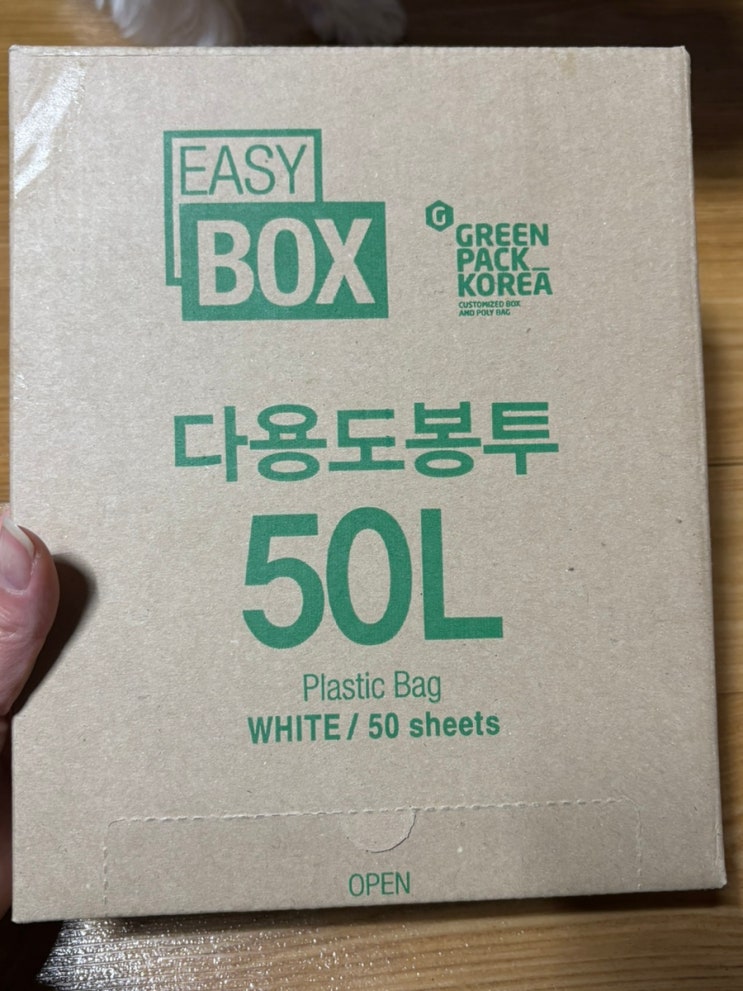 EASY
BOX
G
GREEN
PACK_
KOREA
CUSTOMIZED BOX
AND POLY BAG
다용도봉투
50L
Plastic Bag
WHITE / 50 sheets
OPEN